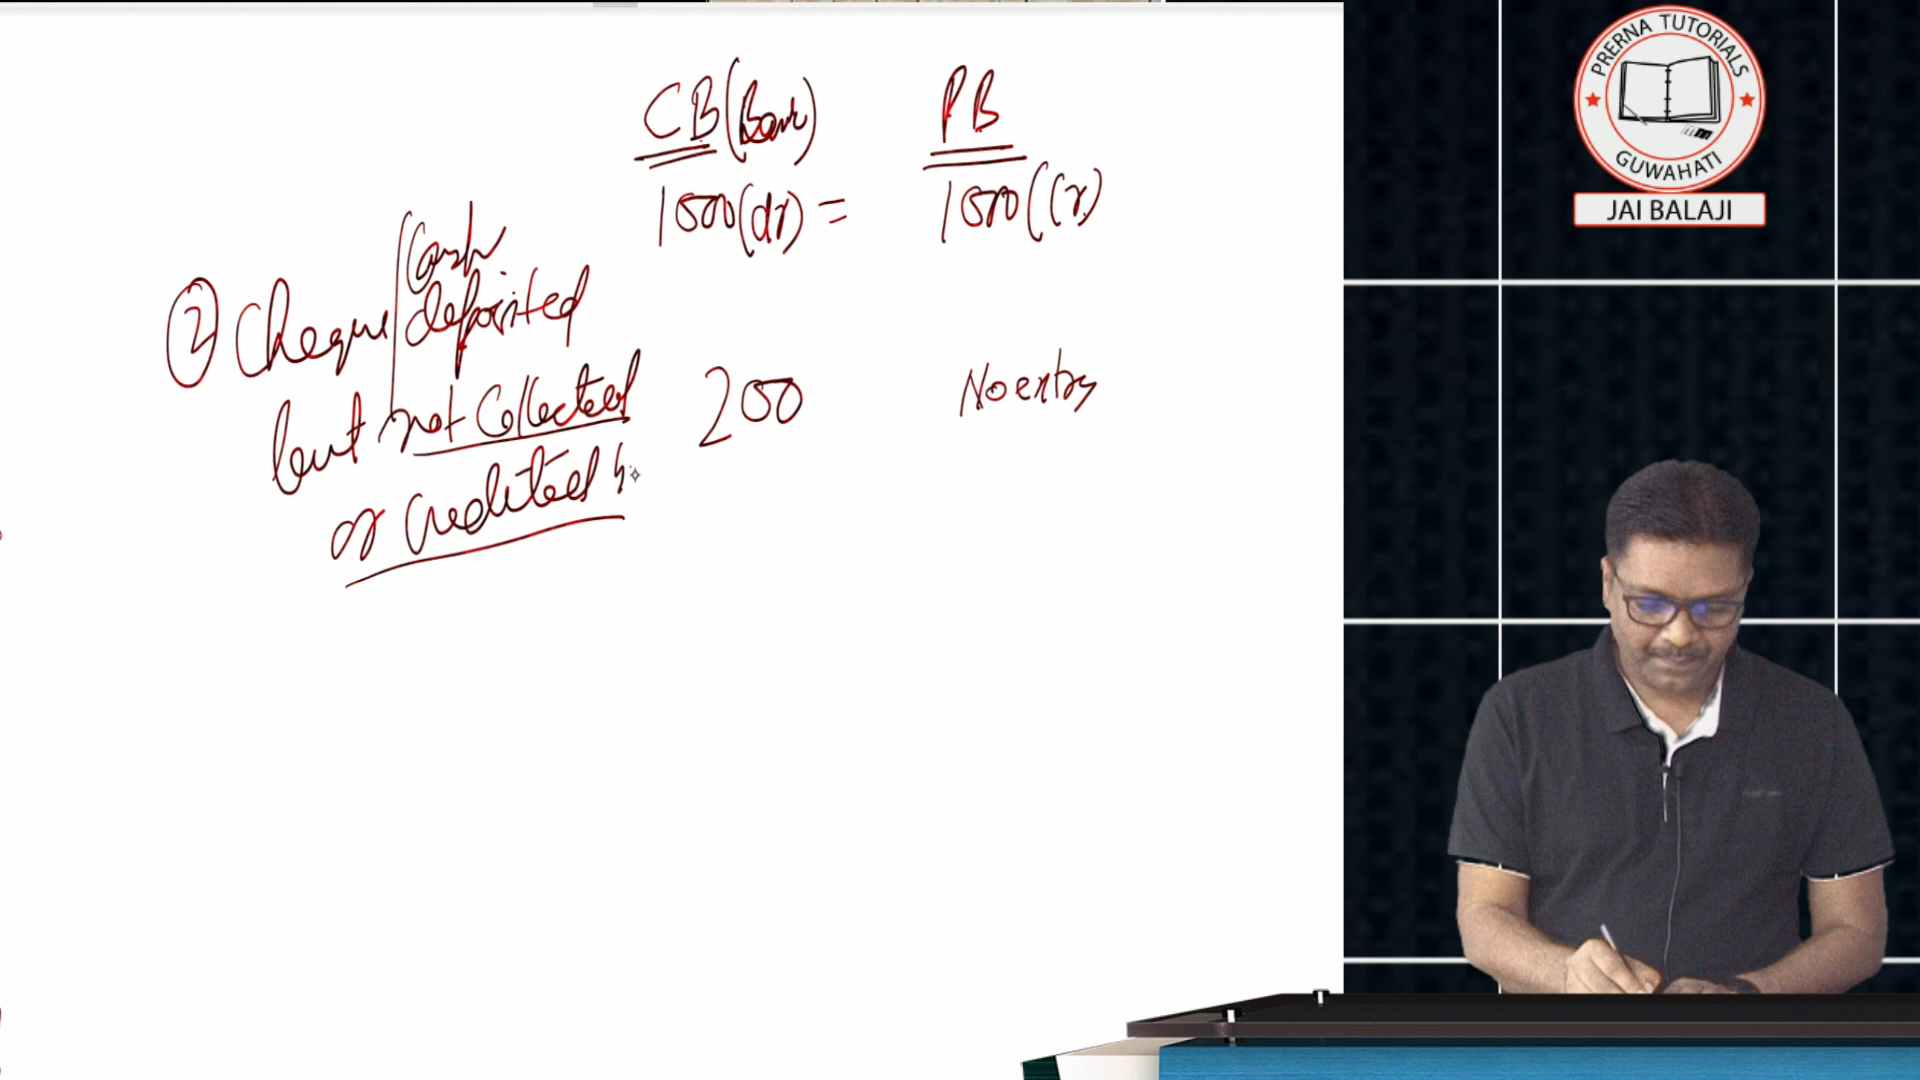 CB (Bank) PB
1500 (dr) = 1500 (Cr)
② Cheque / Cash deposited
but not Collected 200 No entry
or Credited
PRERNA TUTORIALS
GUWAHATI
JAI BALAJI